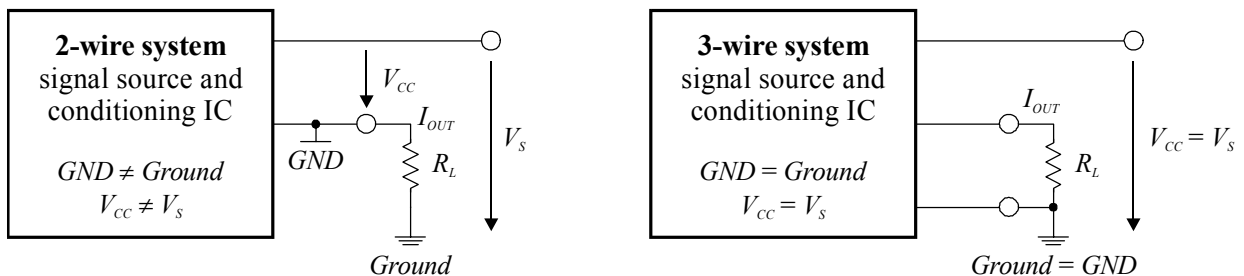 2-wire system
signal source and
conditioning IC
GND ≠ Ground
V_CC ≠ V_S
V_CC
I_OUT
GND
R_L
V_S
Ground
3-wire system
signal source and
conditioning IC
GND = Ground
V_CC = V_S
I_OUT
R_L
V_CC = V_S
Ground = GND